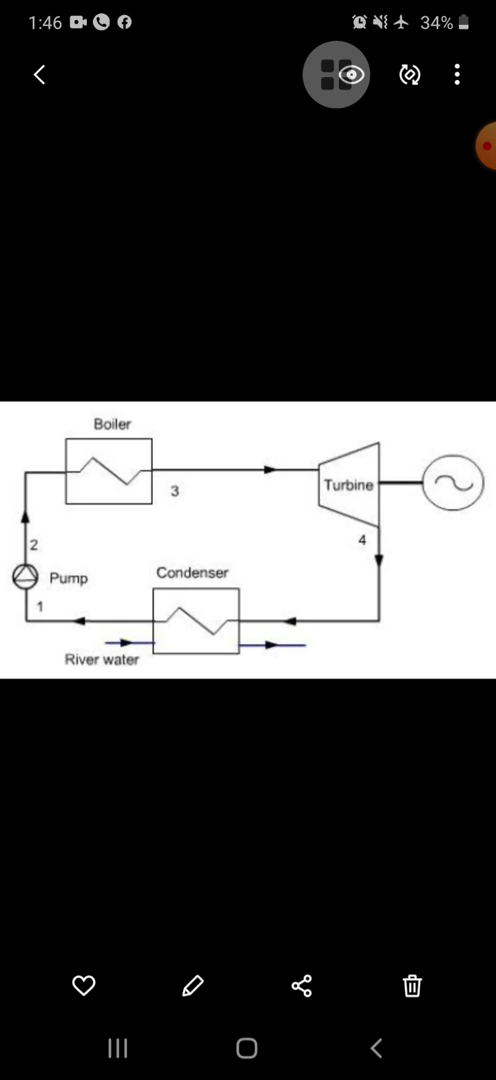 1:46 34%
Boiler
3
Turbine
2
4
Pump
Condenser
1
River water